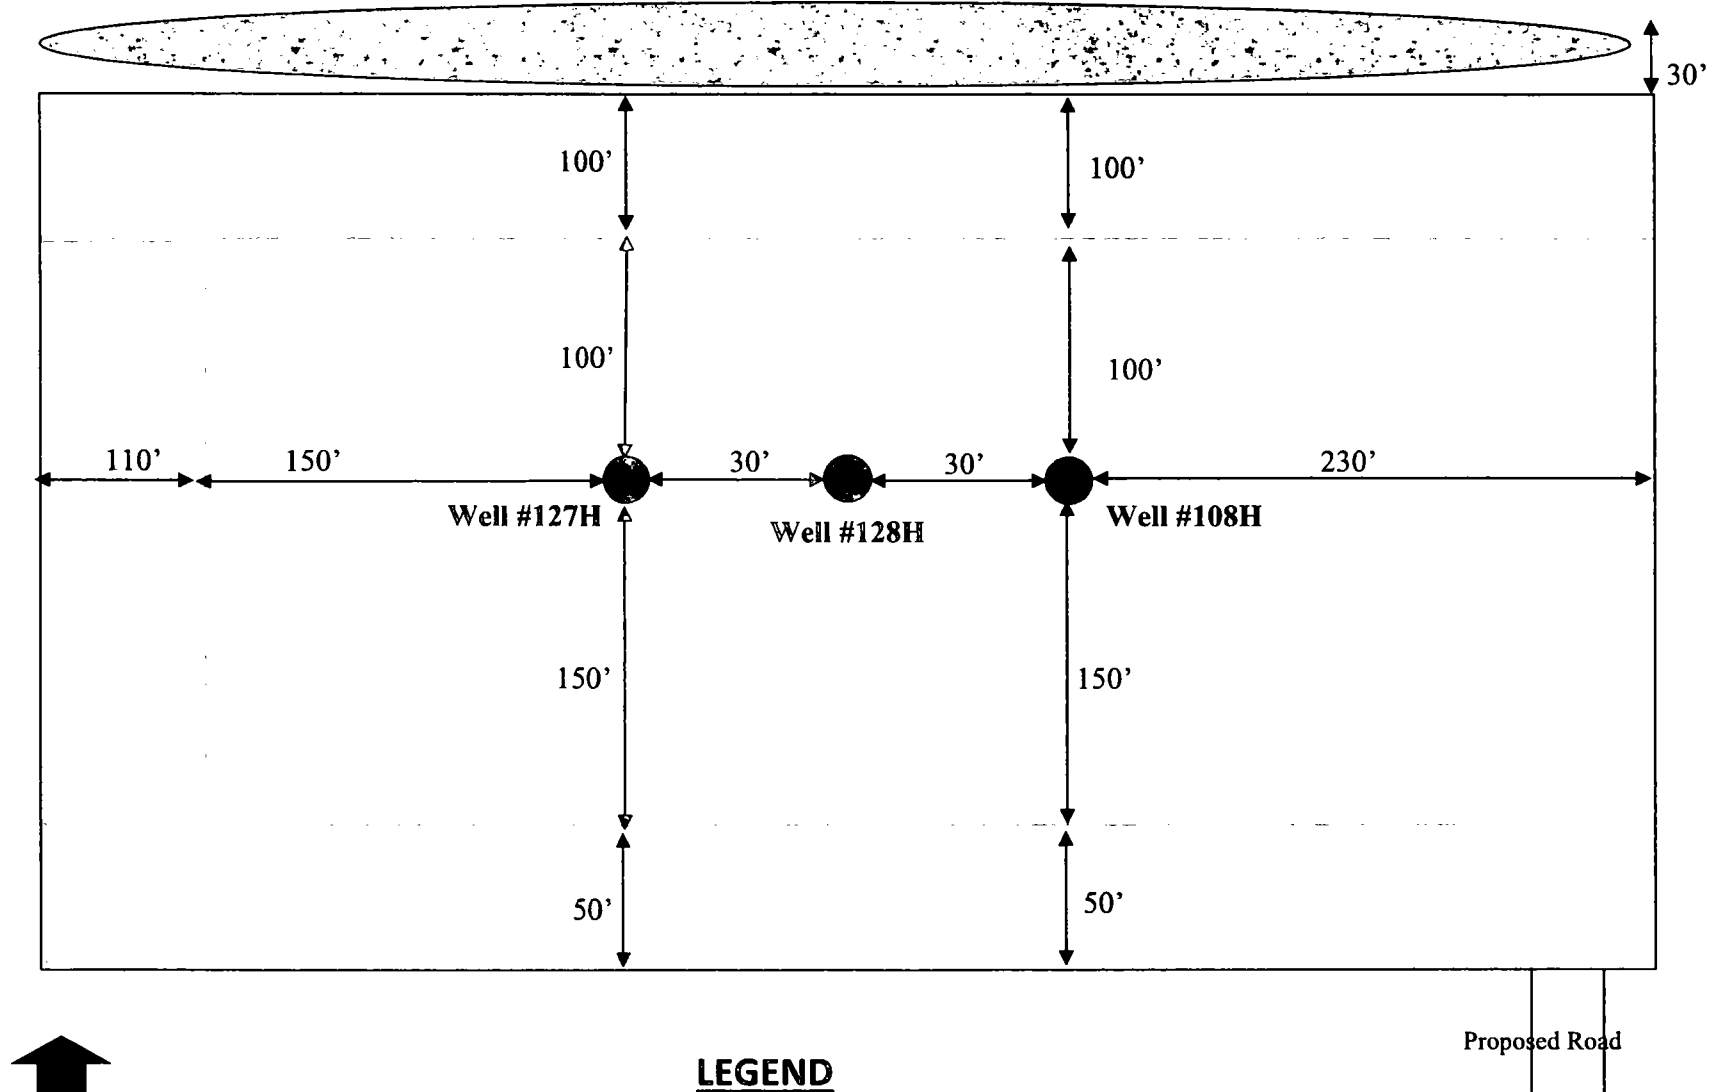 30’
100’ 100’
100’ 100’
110’ 150’ 30’ 30’ 230’
Well #127H Well #128H Well #108H
150’ 150’
50’ 50’
Proposed Road
LEGEND